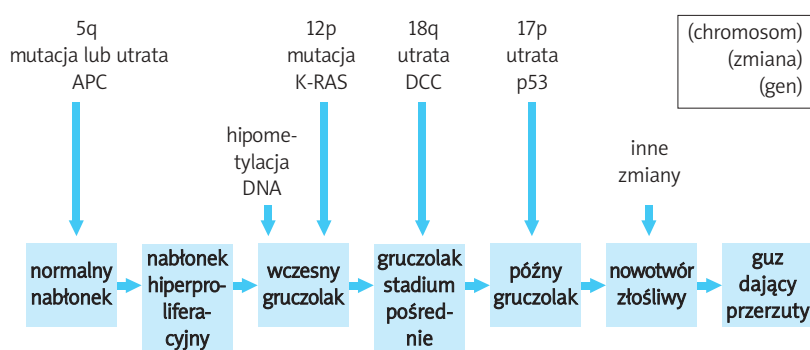 5q
mutacja lub utrata
APC
12p
mutacja
K-RAS
18q
utrata
DCC
17p
utrata
p53
(chromosom)
(zmiana)
(gen)
hipome-
tylacja
DNA
inne
zmiany
normalny
nabłonek
nabłonek
hiperpro-
lifera-
cyjny
wczesny
gruczolak
gruczolak
stadium
pośred-
nie
późny
gruczolak
nowotwór
złośliwy
guz
dający
przerzuty